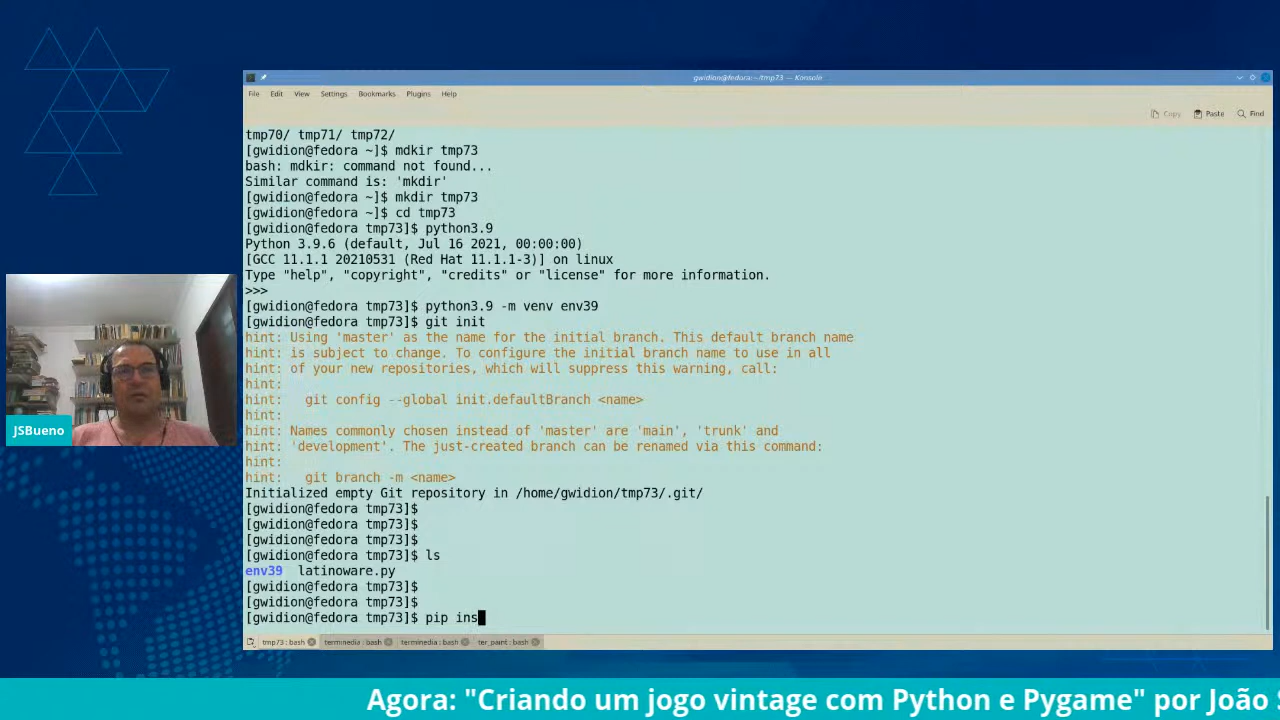 gwidion@fedora:~/tmp73 — Konsole
File Edit View Settings Bookmarks Plugins Help
Copy Paste Find
tmp70/ tmp71/ tmp72/
[gwidion@fedora ~]$ mdkir tmp73
bash: mdkir: command not found...
Similar command is: 'mkdir'
[gwidion@fedora ~]$ mkdir tmp73
[gwidion@fedora ~]$ cd tmp73
[gwidion@fedora tmp73]$ python3.9
Python 3.9.6 (default, Jul 16 2021, 00:00:00)
[GCC 11.1.1 20210531 (Red Hat 11.1.1-3)] on linux
Type "help", "copyright", "credits" or "license" for more information.
>>>
[gwidion@fedora tmp73]$ python3.9 -m venv env39
[gwidion@fedora tmp73]$ git init
hint: Using 'master' as the name for the initial branch. This default branch name
hint: is subject to change. To configure the initial branch name to use in all
hint: of your new repositories, which will suppress this warning, call:
hint:
hint:   git config --global init.defaultBranch <name>
hint:
hint: Names commonly chosen instead of 'master' are 'main', 'trunk' and
hint: 'development'. The just-created branch can be renamed via this command:
hint:
hint:   git branch -m <name>
Initialized empty Git repository in /home/gwidion/tmp73/.git/
[gwidion@fedora tmp73]$
[gwidion@fedora tmp73]$
[gwidion@fedora tmp73]$
[gwidion@fedora tmp73]$ ls
env39  latinoware.py
[gwidion@fedora tmp73]$
[gwidion@fedora tmp73]$
[gwidion@fedora tmp73]$ pip ins
tmp73 : bash terminedia : bash terminedia : bash ter_paint : bash
JSBueno
Agora: "Criando um jogo vintage com Python e Pygame" por João S